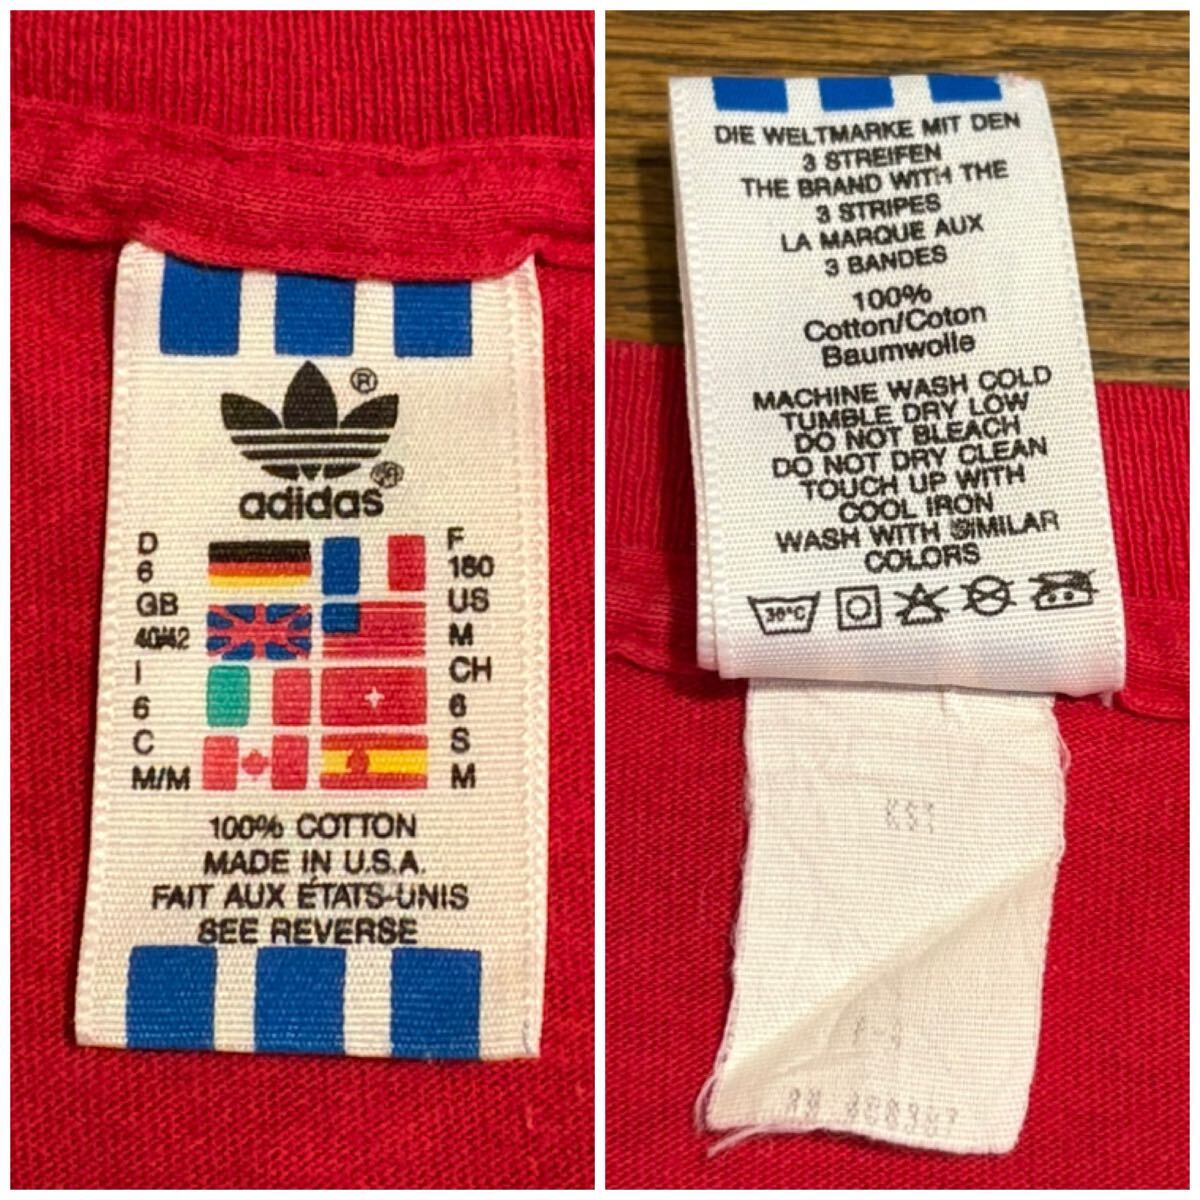 ®
®
adidas
D
6
GB
40/42
I
6
C
M/M
F
180
US
M
CH
6
S
M
100% COTTON
MADE IN U.S.A.
FAIT AUX ÉTATS-UNIS
SEE REVERSE
DIE WELTMARKE MIT DEN
3 STREIFEN
THE BRAND WITH THE
3 STRIPES
LA MARQUE AUX
3 BANDES
100%
Cotton/Coton
Baumwolle
MACHINE WASH COLD
TUMBLE DRY LOW
DO NOT BLEACH
DO NOT DRY CLEAN
TOUCH UP WITH
COOL IRON
WASH WITH SIMILAR
COLORS
30°C